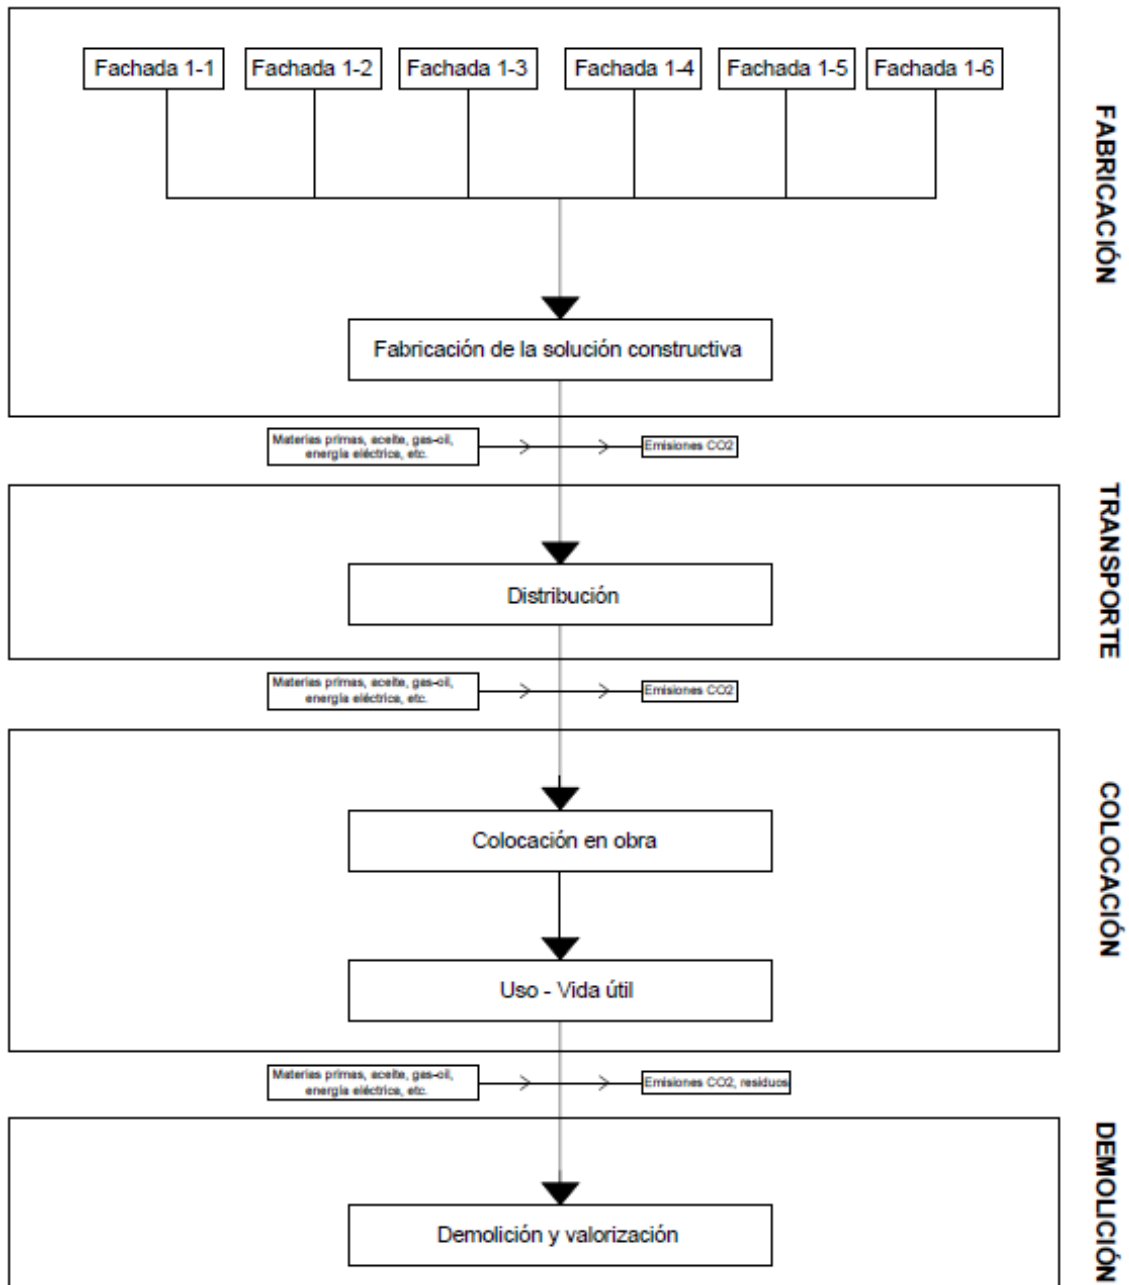 Fachada 1-1
Fachada 1-2
Fachada 1-3
Fachada 1-4
Fachada 1-5
Fachada 1-6
FABRICACIÓN
Fabricación de la solución constructiva
Materias primas, aceite, gas-oil,
energía eléctrica, etc.
Emisiones CO2
TRANSPORTE
Distribución
Materias primas, aceite, gas-oil,
energía eléctrica, etc.
Emisiones CO2
COLOCACIÓN
Colocación en obra
Uso - Vida útil
Materias primas, aceite, gas-oil,
energía eléctrica, etc.
Emisiones CO2, residuos
DEMOLICIÓN
Demolición y valorización